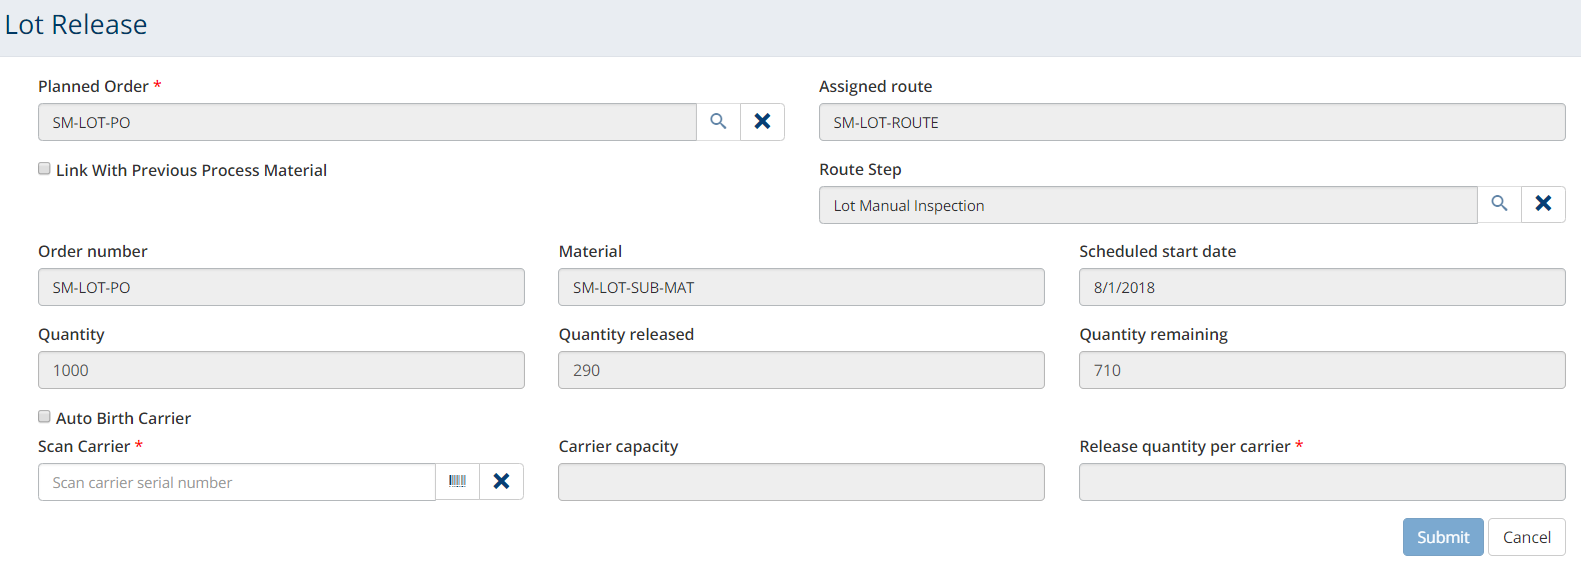 Lot Release
Planned Order * Assigned route
SM-LOT-PO SM-LOT-ROUTE
Link With Previous Process Material Route Step
Lot Manual Inspection
Order number Material Scheduled start date
SM-LOT-PO SM-LOT-SUB-MAT 8/1/2018
Quantity Quantity released Quantity remaining
1000 290 710
Auto Birth Carrier
Scan Carrier * Carrier capacity Release quantity per carrier *
Scan carrier serial number
Submit Cancel